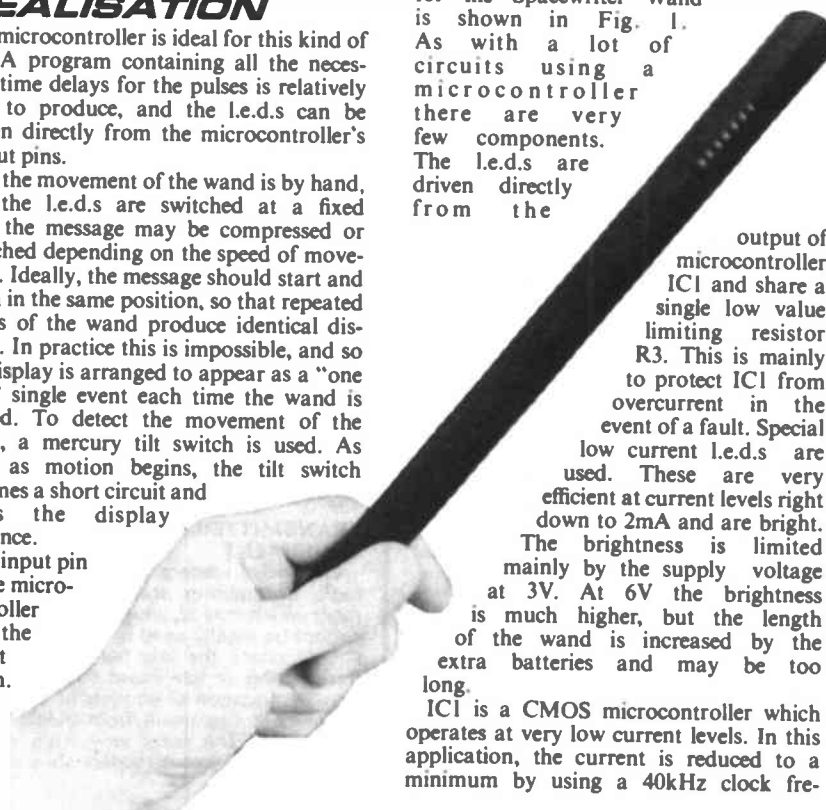 EALISATION
microcontroller is ideal for this kind of
A program containing all the neces-
time delays for the pulses is relatively
to produce, and the l.e.d.s can be
n directly from the microcontroller's
ut pins.
the movement of the wand is by hand,
the l.e.d.s are switched at a fixed
the message may be compressed or
ched depending on the speed of move-
. Ideally, the message should start and
in the same position, so that repeated
s of the wand produce identical dis-
. In practice this is impossible, and so
isplay is arranged to appear as a "one
single event each time the wand is
d. To detect the movement of the
, a mercury tilt switch is used. As
as motion begins, the tilt switch
mes a short circuit and
s the display
nce.
input pin
e micro-
oller
the
t
n.
for the Spacewriter Wand
is shown in Fig. 1.
As with a lot of
circuits using a
microcontroller
there are very
few components.
The l.e.d.s are
driven directly
from the
output of
microcontroller
IC1 and share a
single low value
limiting resistor
R3. This is mainly
to protect IC1 from
overcurrent in the
event of a fault. Special
low current l.e.d.s are
used. These are very
efficient at current levels right
down to 2mA and are bright.
The brightness is limited
mainly by the supply voltage
at 3V. At 6V the brightness
is much higher, but the length
of the wand is increased by the
extra batteries and may be too
long.
IC1 is a CMOS microcontroller which
operates at very low current levels. In this
application, the current is reduced to a
minimum by using a 40kHz clock fre-